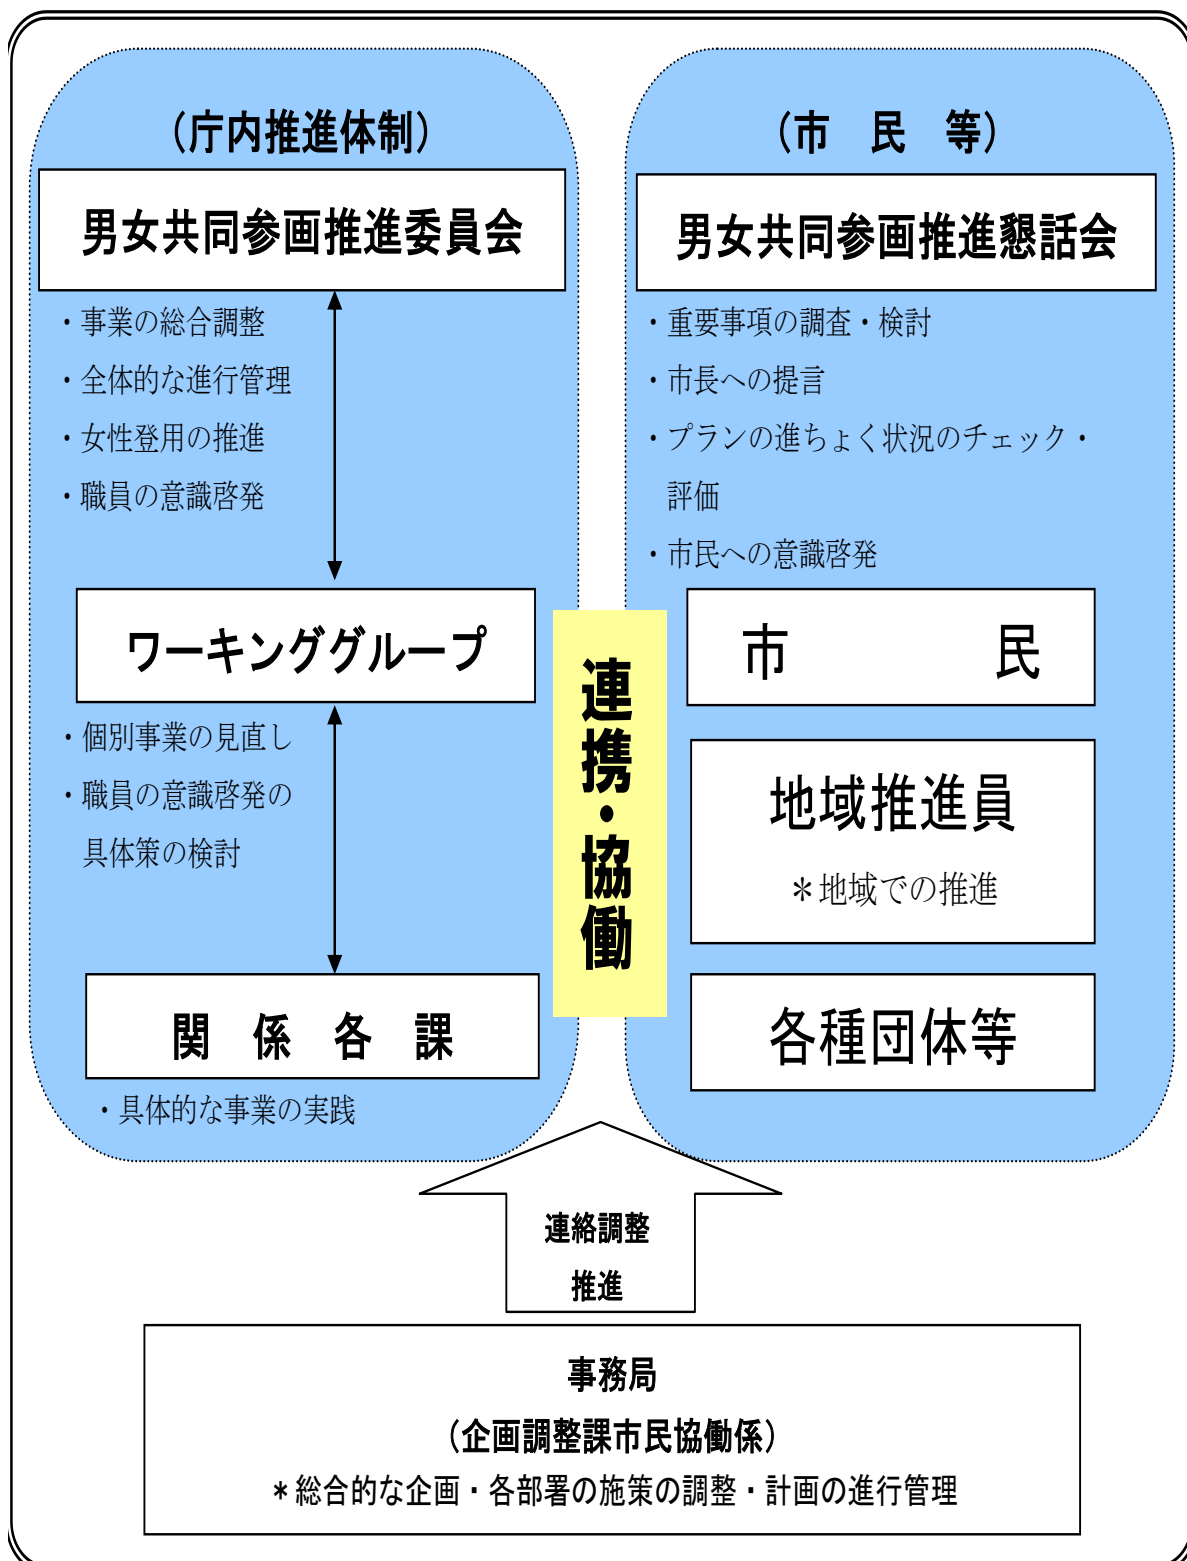 （庁内推進体制）
男女共同参画推進委員会
・事業の総合調整
・全体的な進行管理
・女性登用の推進
・職員の意識啓発
ワーキンググループ
・個別事業の見直し
・職員の意識啓発の
具体策の検討
関　係　各　課
・具体的な事業の実践
連携・協働
（市　民　等）
男女共同参画推進懇話会
・重要事項の調査・検討
・市長への提言
・プランの進ちょく状況のチェック・
評価
・市民への意識啓発
市　　　　民
地域推進員
＊地域での推進
各種団体等
連絡調整
推進
事務局
（企画調整課市民協働係）
＊総合的な企画・各部署の施策の調整・計画の進行管理